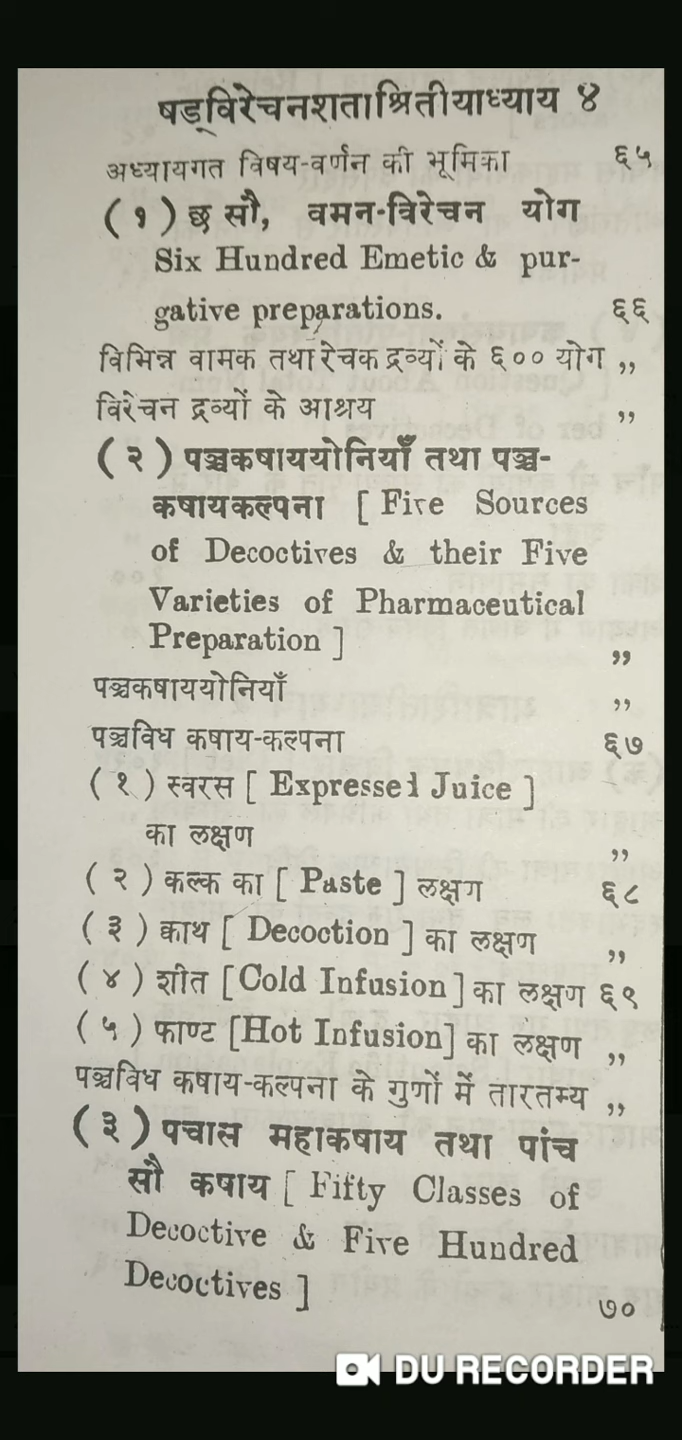 षड्विरेचनशताश्रितीयाध्याय ४
अध्यायगत विषय-वर्णन की भूमिका ६५
( १ ) छ सौ, वमन-विरेचन योग
Six Hundred Emetic & pur-
gative preparations. ६६
विभिन्न वामक तथा रेचक द्रव्यों के ६०० योग ,,
विरेचन द्रव्यों के आश्रय ,,
( २ ) पञ्चकषाययोनियाँ तथा पञ्च-
कषायकल्पना [ Five Sources
of Decoctives & their Five
Varieties of Pharmaceutical
Preparation ] ,,
पञ्चकषाययोनियाँ ,,
पञ्चविध कषाय-कल्पना ६७
( १ ) स्वरस [ Expressed Juice ]
का लक्षण ,,
( २ ) कल्क का [ Paste ] लक्षण ६८
( ३ ) क्वाथ [ Decoction ] का लक्षण ,,
( ४ ) शीत [Cold Infusion] का लक्षण ६९
( ५ ) फाण्ट [Hot Infusion] का लक्षण ,,
पञ्चविध कषाय-कल्पना के गुणों में तारतम्य ,,
( ३ ) पचास महाकषाय तथा पांच
सौ कषाय [ Fifty Classes of
Decoctive & Five Hundred
Decoctives ] ७०
DU RECORDER